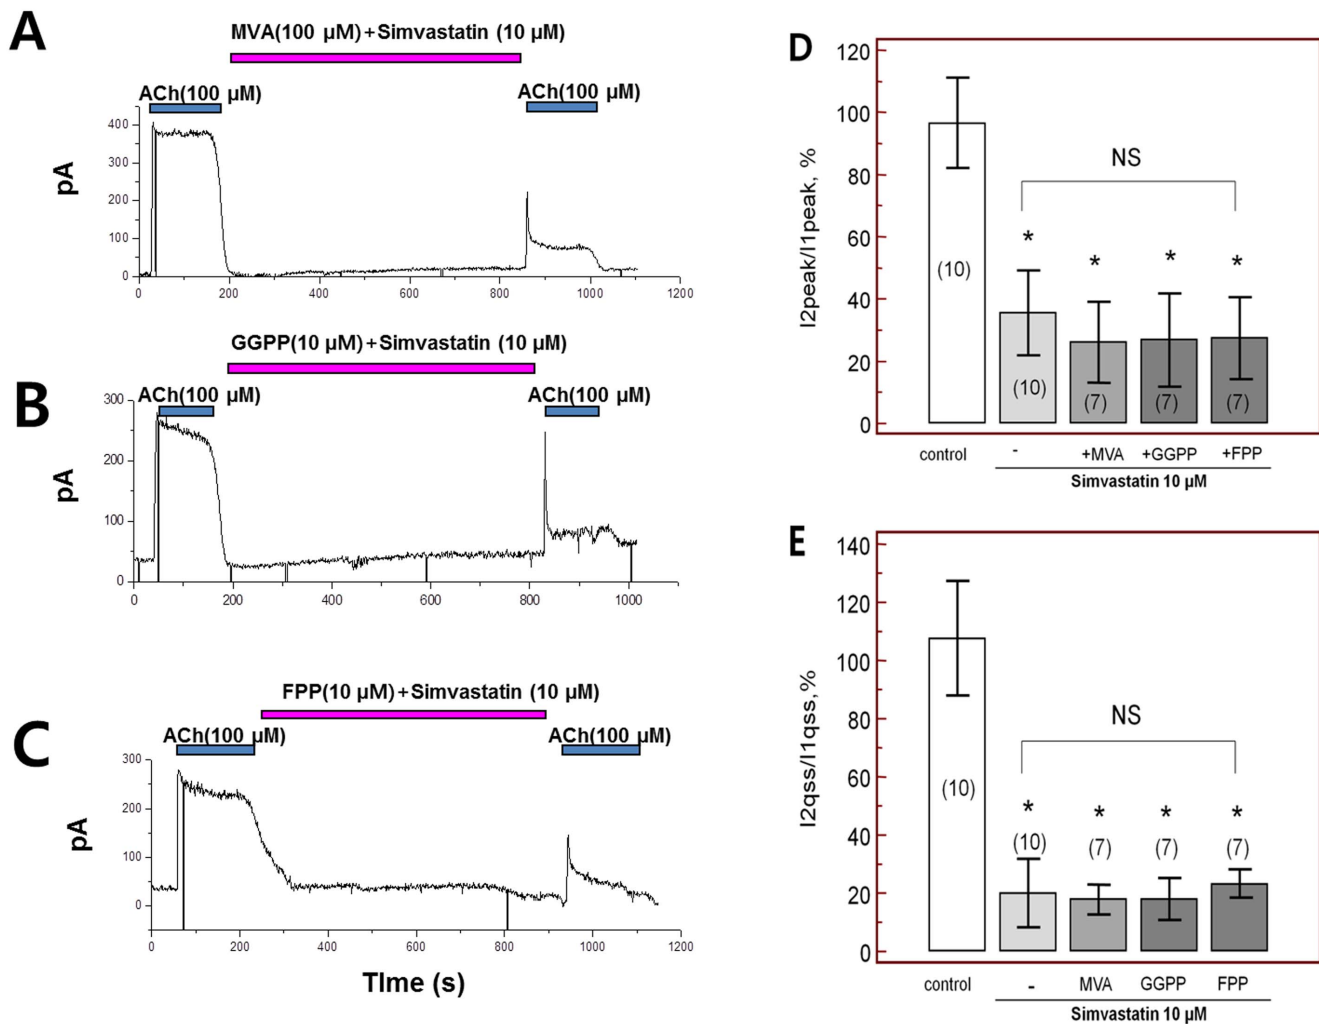 A
MVA(100 µM)+Simvastatin (10 µM)
ACh(100 µM)
ACh(100 µM)
pA
400
300
200
100
0
0 200 400 600 800 1000 1200
B
GGPP(10 µM)+Simvastatin (10 µM)
ACh(100 µM)
ACh(100 µM)
pA
300
200
100
0
0 200 400 600 800 1000
C
FPP(10 µM)+Simvastatin (10 µM)
ACh(100 µM)
ACh(100 µM)
pA
300
200
100
0
0 200 400 600 800 1000 1200
TIme (s)
D
I2peak/I1peak, %
120
100
80
60
40
20
0
NS
* * * *
(10) (10) (7) (7) (7)
control - +MVA +GGPP +FPP
Simvastatin 10 µM
E
I2qss/I1qss,%
140
120
100
80
60
40
20
0
NS
* * * *
(10) (10) (7) (7) (7)
control - MVA GGPP FPP
Simvastatin 10 µM